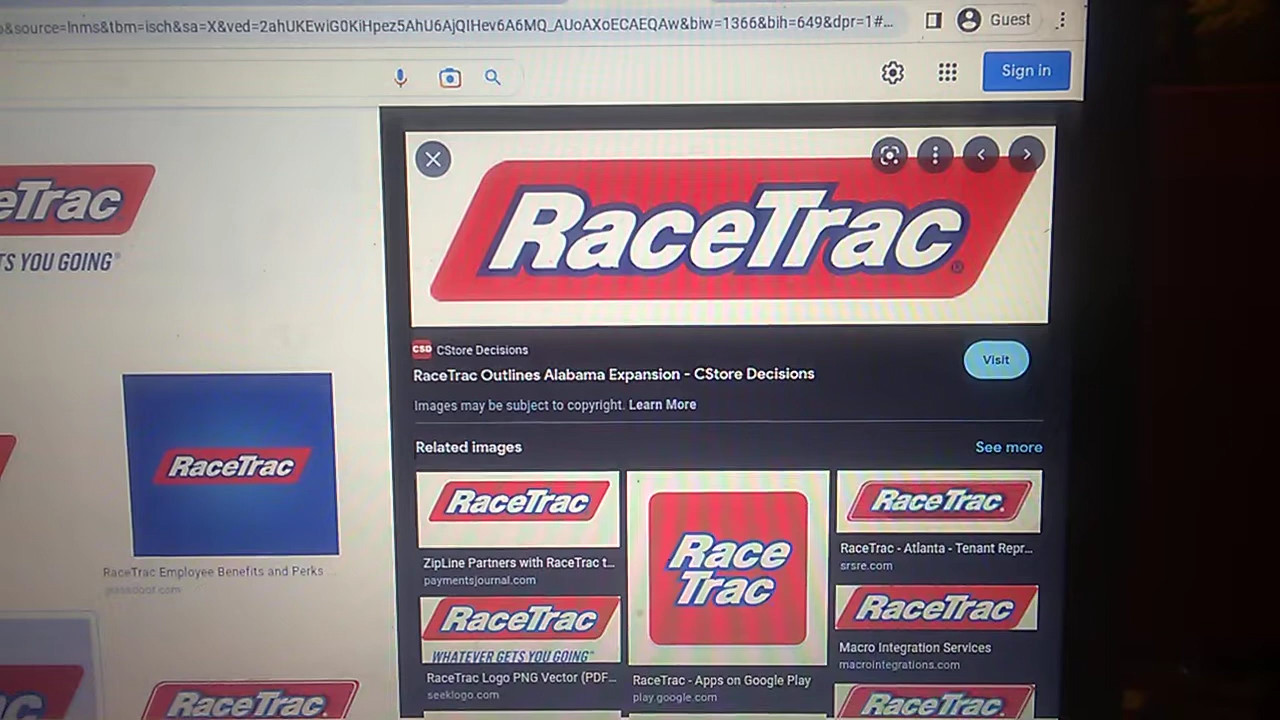 &source=lnms&tbm=isch&sa=X&ved=2ahUKEwiG0KiHpez5AhU6AjQIHev6A6MQ_AUoAXoECAEQAw&biw=1366&bih=649&dpr=1#...
Guest
Sign in
eTrac
TS YOU GOING®
RaceTrac®
CSD CStore Decisions
Visit
RaceTrac Outlines Alabama Expansion - CStore Decisions
Images may be subject to copyright. Learn More
Related images
See more
RaceTrac
RaceTrac Employee Benefits and Perks ...
glassdoor.com
RaceTrac
ZipLine Partners with RaceTrac t...
paymentsjournal.com
RaceTrac
WHATEVER GETS YOU GOING®
RaceTrac Logo PNG Vector (PDF...
seeklogo.com
Race
Trac
RaceTrac - Apps on Google Play
play.google.com
RaceTrac.
RaceTrac - Atlanta - Tenant Repr...
srsre.com
RaceTrac
Macro Integration Services
macrointegrations.com
RaceTrac
ac
RaceTrac.